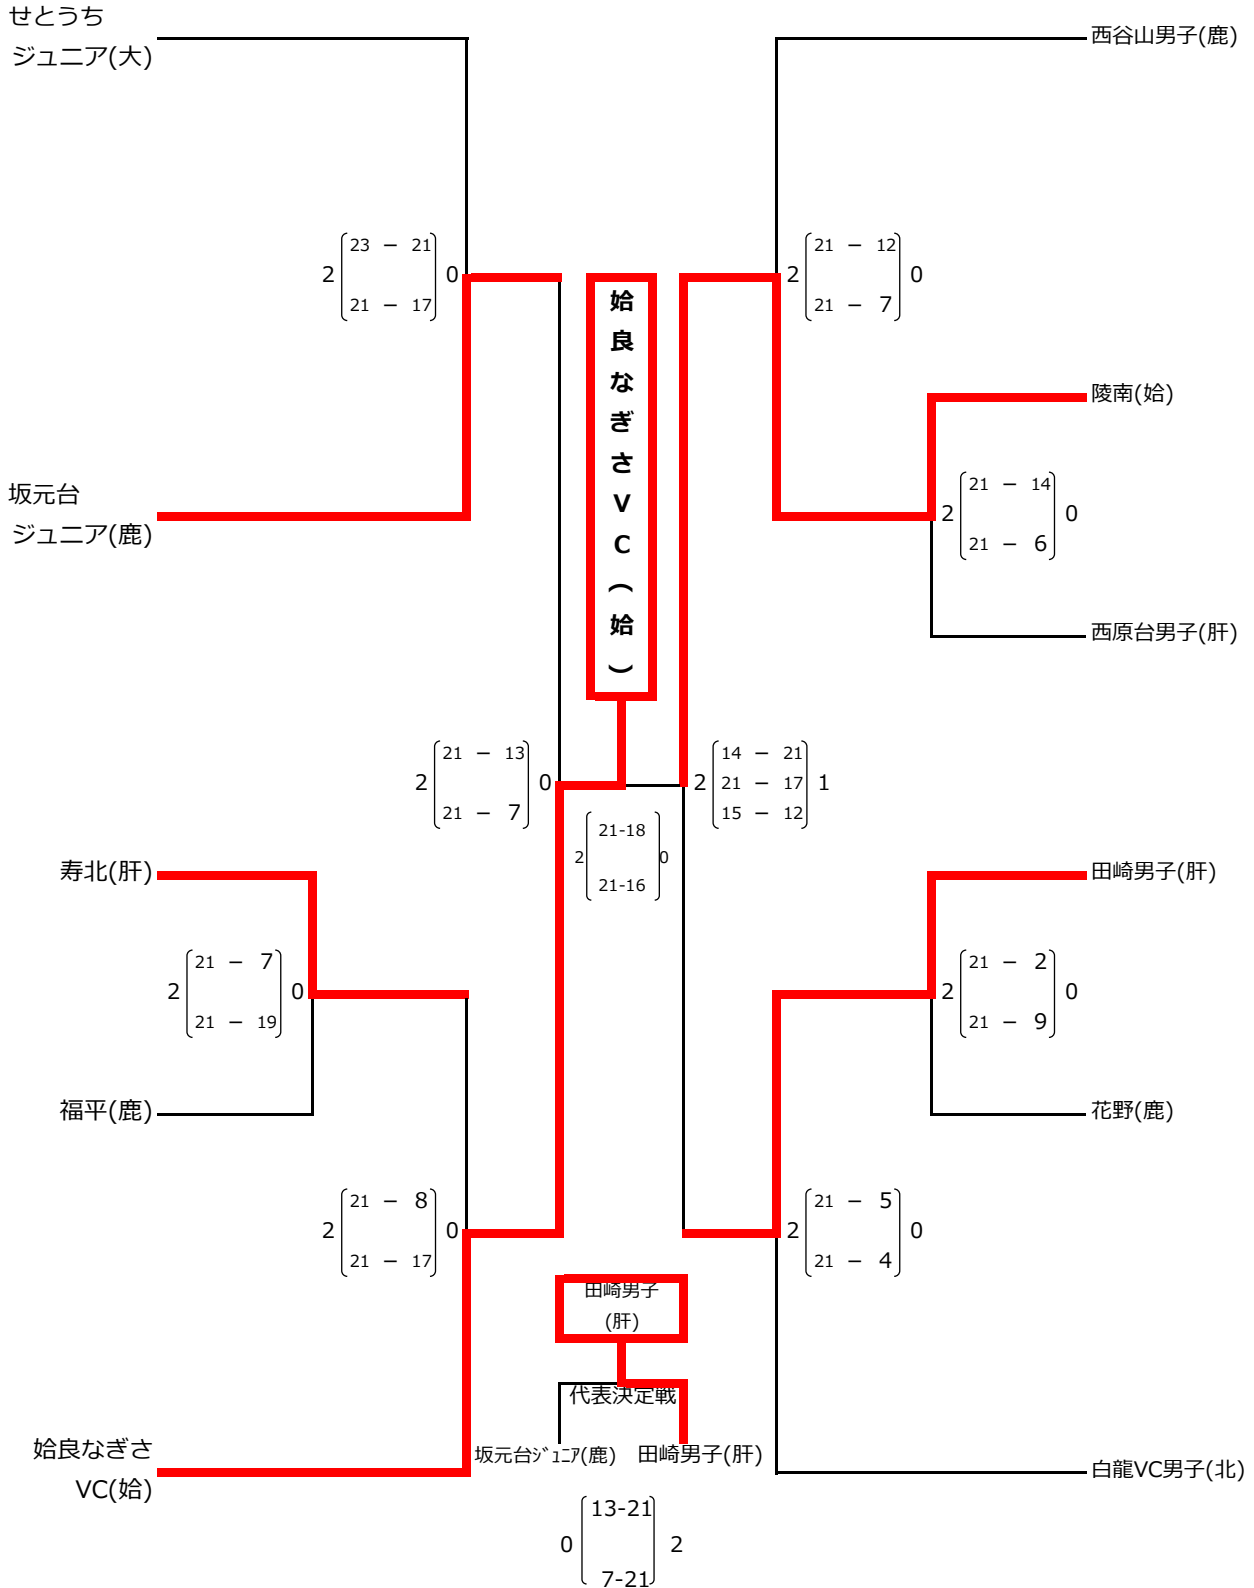 せとうち
ジュニア(大)
西谷山男子(鹿)
2 23 － 21 0
21 － 17
2 21 － 12 0
21 － 7
坂元台
ジュニア(鹿)
陵南(姶)
2 21 － 14 0
21 － 6
西原台男子(肝)
姶良なぎさVC(姶)
2 21 － 13 0
21 － 7
14 － 21
2 21 － 17 1
15 － 12
21-18
2 0
21-16
寿北(肝)
2 21 － 7 0
21 － 19
福平(鹿)
田崎男子(肝)
2 21 － 2 0
21 － 9
花野(鹿)
2 21 － 8 0
21 － 17
2 21 － 5 0
21 － 4
姶良なぎさ
VC(姶)
白龍VC男子(北)
田崎男子
(肝)
代表決定戦
坂元台ｼﾞｭﾆｱ(鹿) 田崎男子(肝)
13-21
0 2
7-21